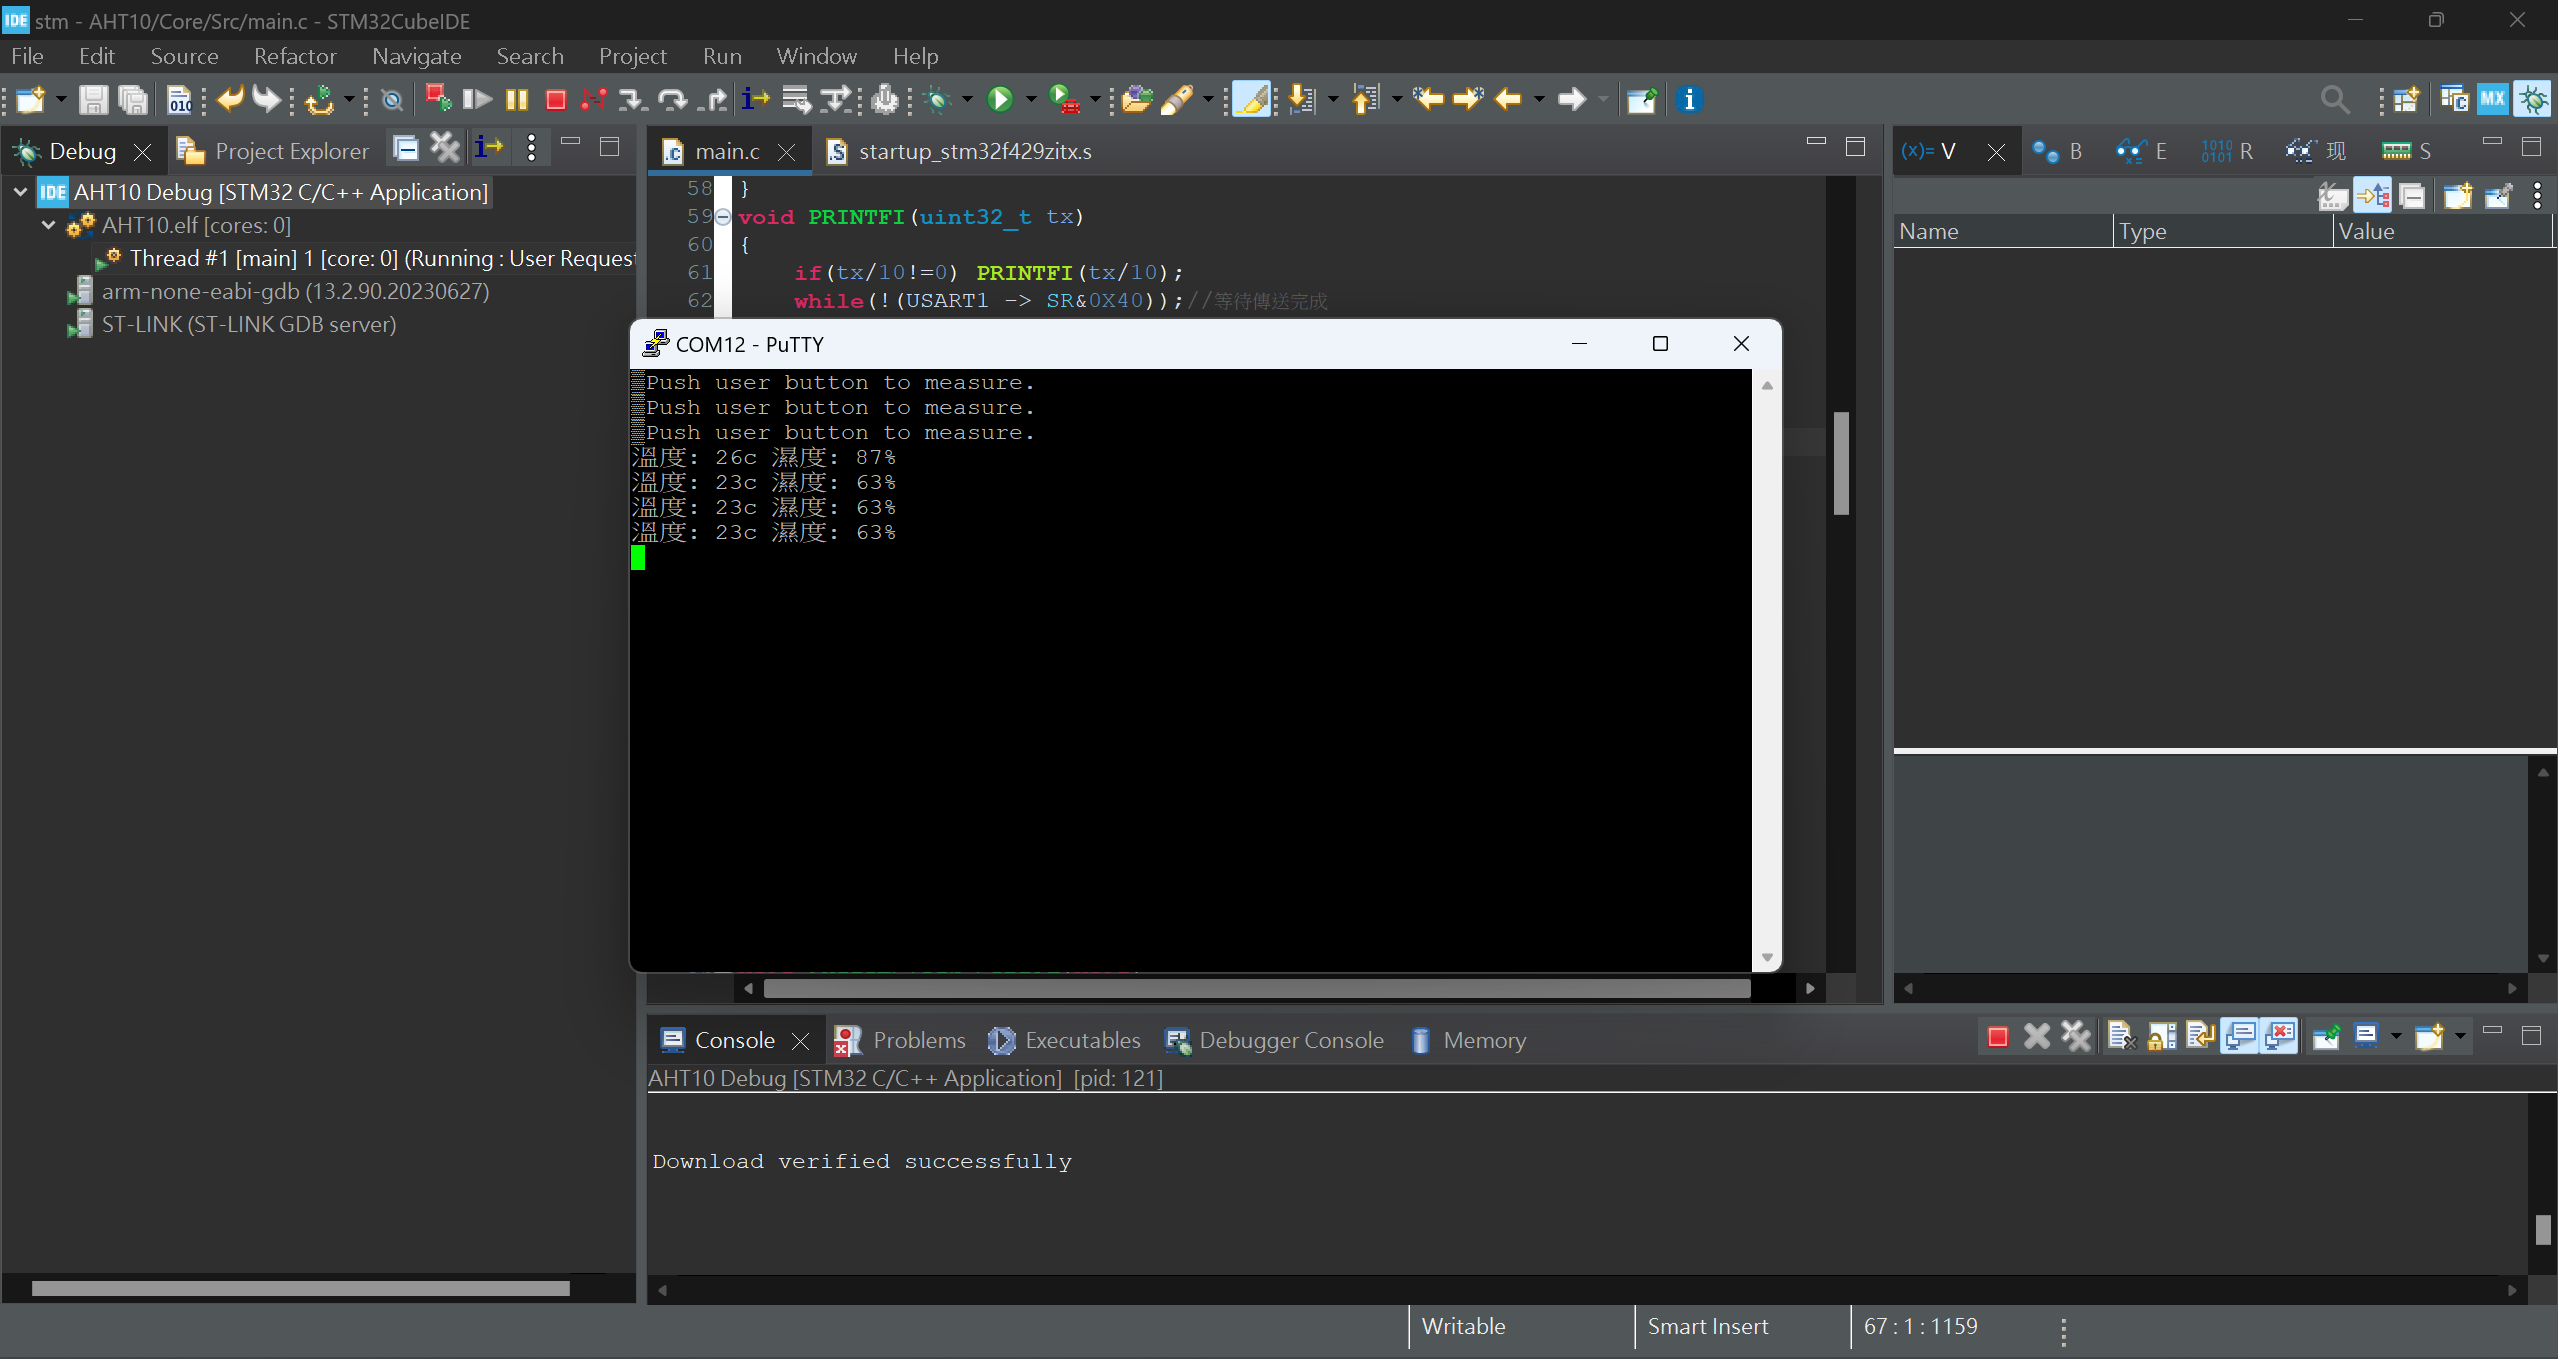 IDE stm - AHT10/Core/Src/main.c - STM32CubeIDE
File Edit Source Refactor Navigate Search Project Run Window Help
010
MX
Debug Project Explorer
IDE AHT10 Debug [STM32 C/C++ Application]
AHT10.elf [cores: 0]
Thread #1 [main] 1 [core: 0] (Running : User Request
arm-none-eabi-gdb (13.2.90.20230627)
ST-LINK (ST-LINK GDB server)
main.c startup_stm32f429zitx.s
58 }
59 void PRINTFI(uint32_t tx)
60 {
61 if(tx/10!=0) PRINTFI(tx/10);
62 while(!(USART1 -> SR&0X40));//等待傳送完成
COM12 - PuTTY
Push user button to measure.
Push user button to measure.
Push user button to measure.
溫度: 26c 濕度: 87%
溫度: 23c 濕度: 63%
溫度: 23c 濕度: 63%
溫度: 23c 濕度: 63%
(x)= V B E 1010 0101 R 现 S
Name Type Value
Console Problems Executables Debugger Console Memory
AHT10 Debug [STM32 C/C++ Application] [pid: 121]
Download verified successfully
Writable Smart Insert 67 : 1 : 1159